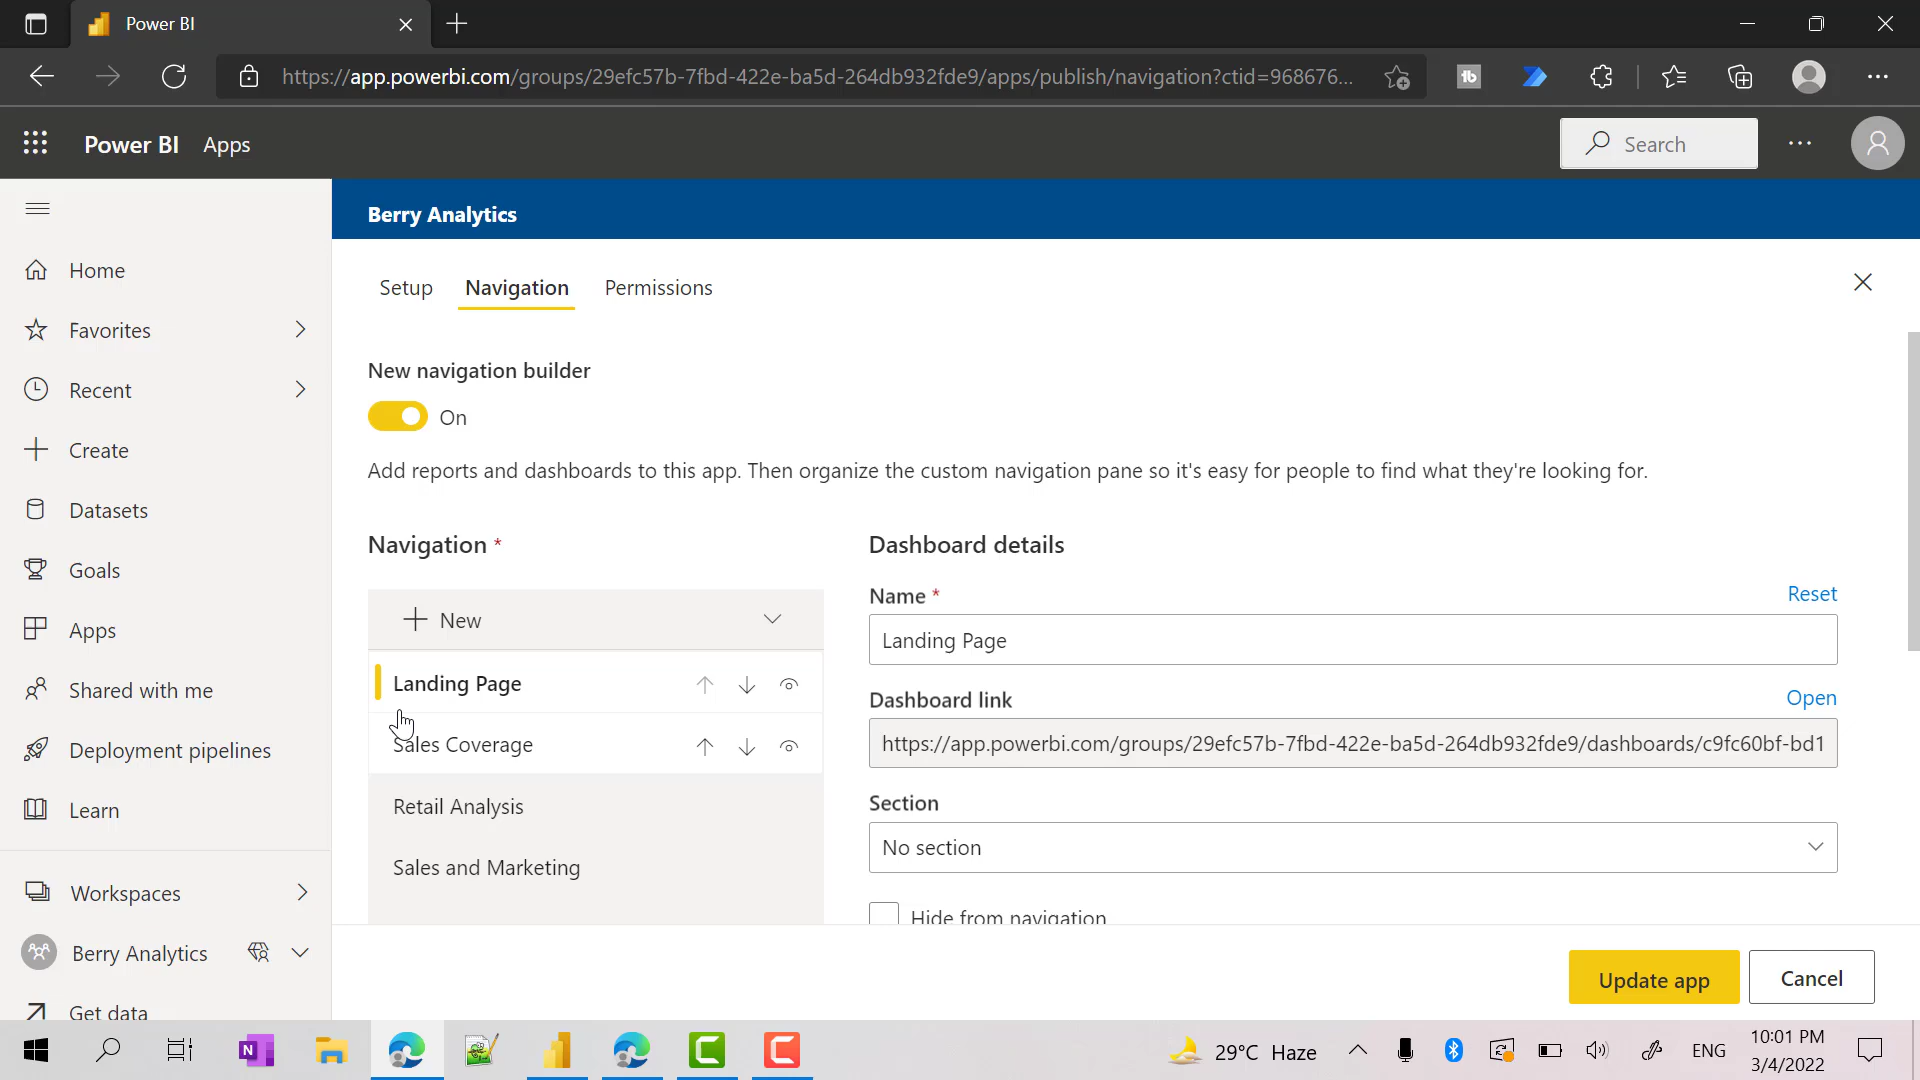 Power BI
https://app.powerbi.com/groups/29efc57b-7fbd-422e-ba5d-264db932fde9/apps/publish/navigation?ctid=968676...
Power BI Apps
Search
Home
Favorites
Recent
Create
Datasets
Goals
Apps
Shared with me
Deployment pipelines
Learn
Workspaces
Berry Analytics
Get data
Berry Analytics
Setup Navigation Permissions
New navigation builder
On
Add reports and dashboards to this app. Then organize the custom navigation pane so it's easy for people to find what they're looking for.
Navigation *
New
Landing Page
Sales Coverage
Retail Analysis
Sales and Marketing
Dashboard details
Name * Reset
Landing Page
Dashboard link Open
https://app.powerbi.com/groups/29efc57b-7fbd-422e-ba5d-264db932fde9/dashboards/c9fc60bf-bd1
Section
No section
Hide from navigation
Update app Cancel
29°C Haze
ENG
10:01 PM
3/4/2022